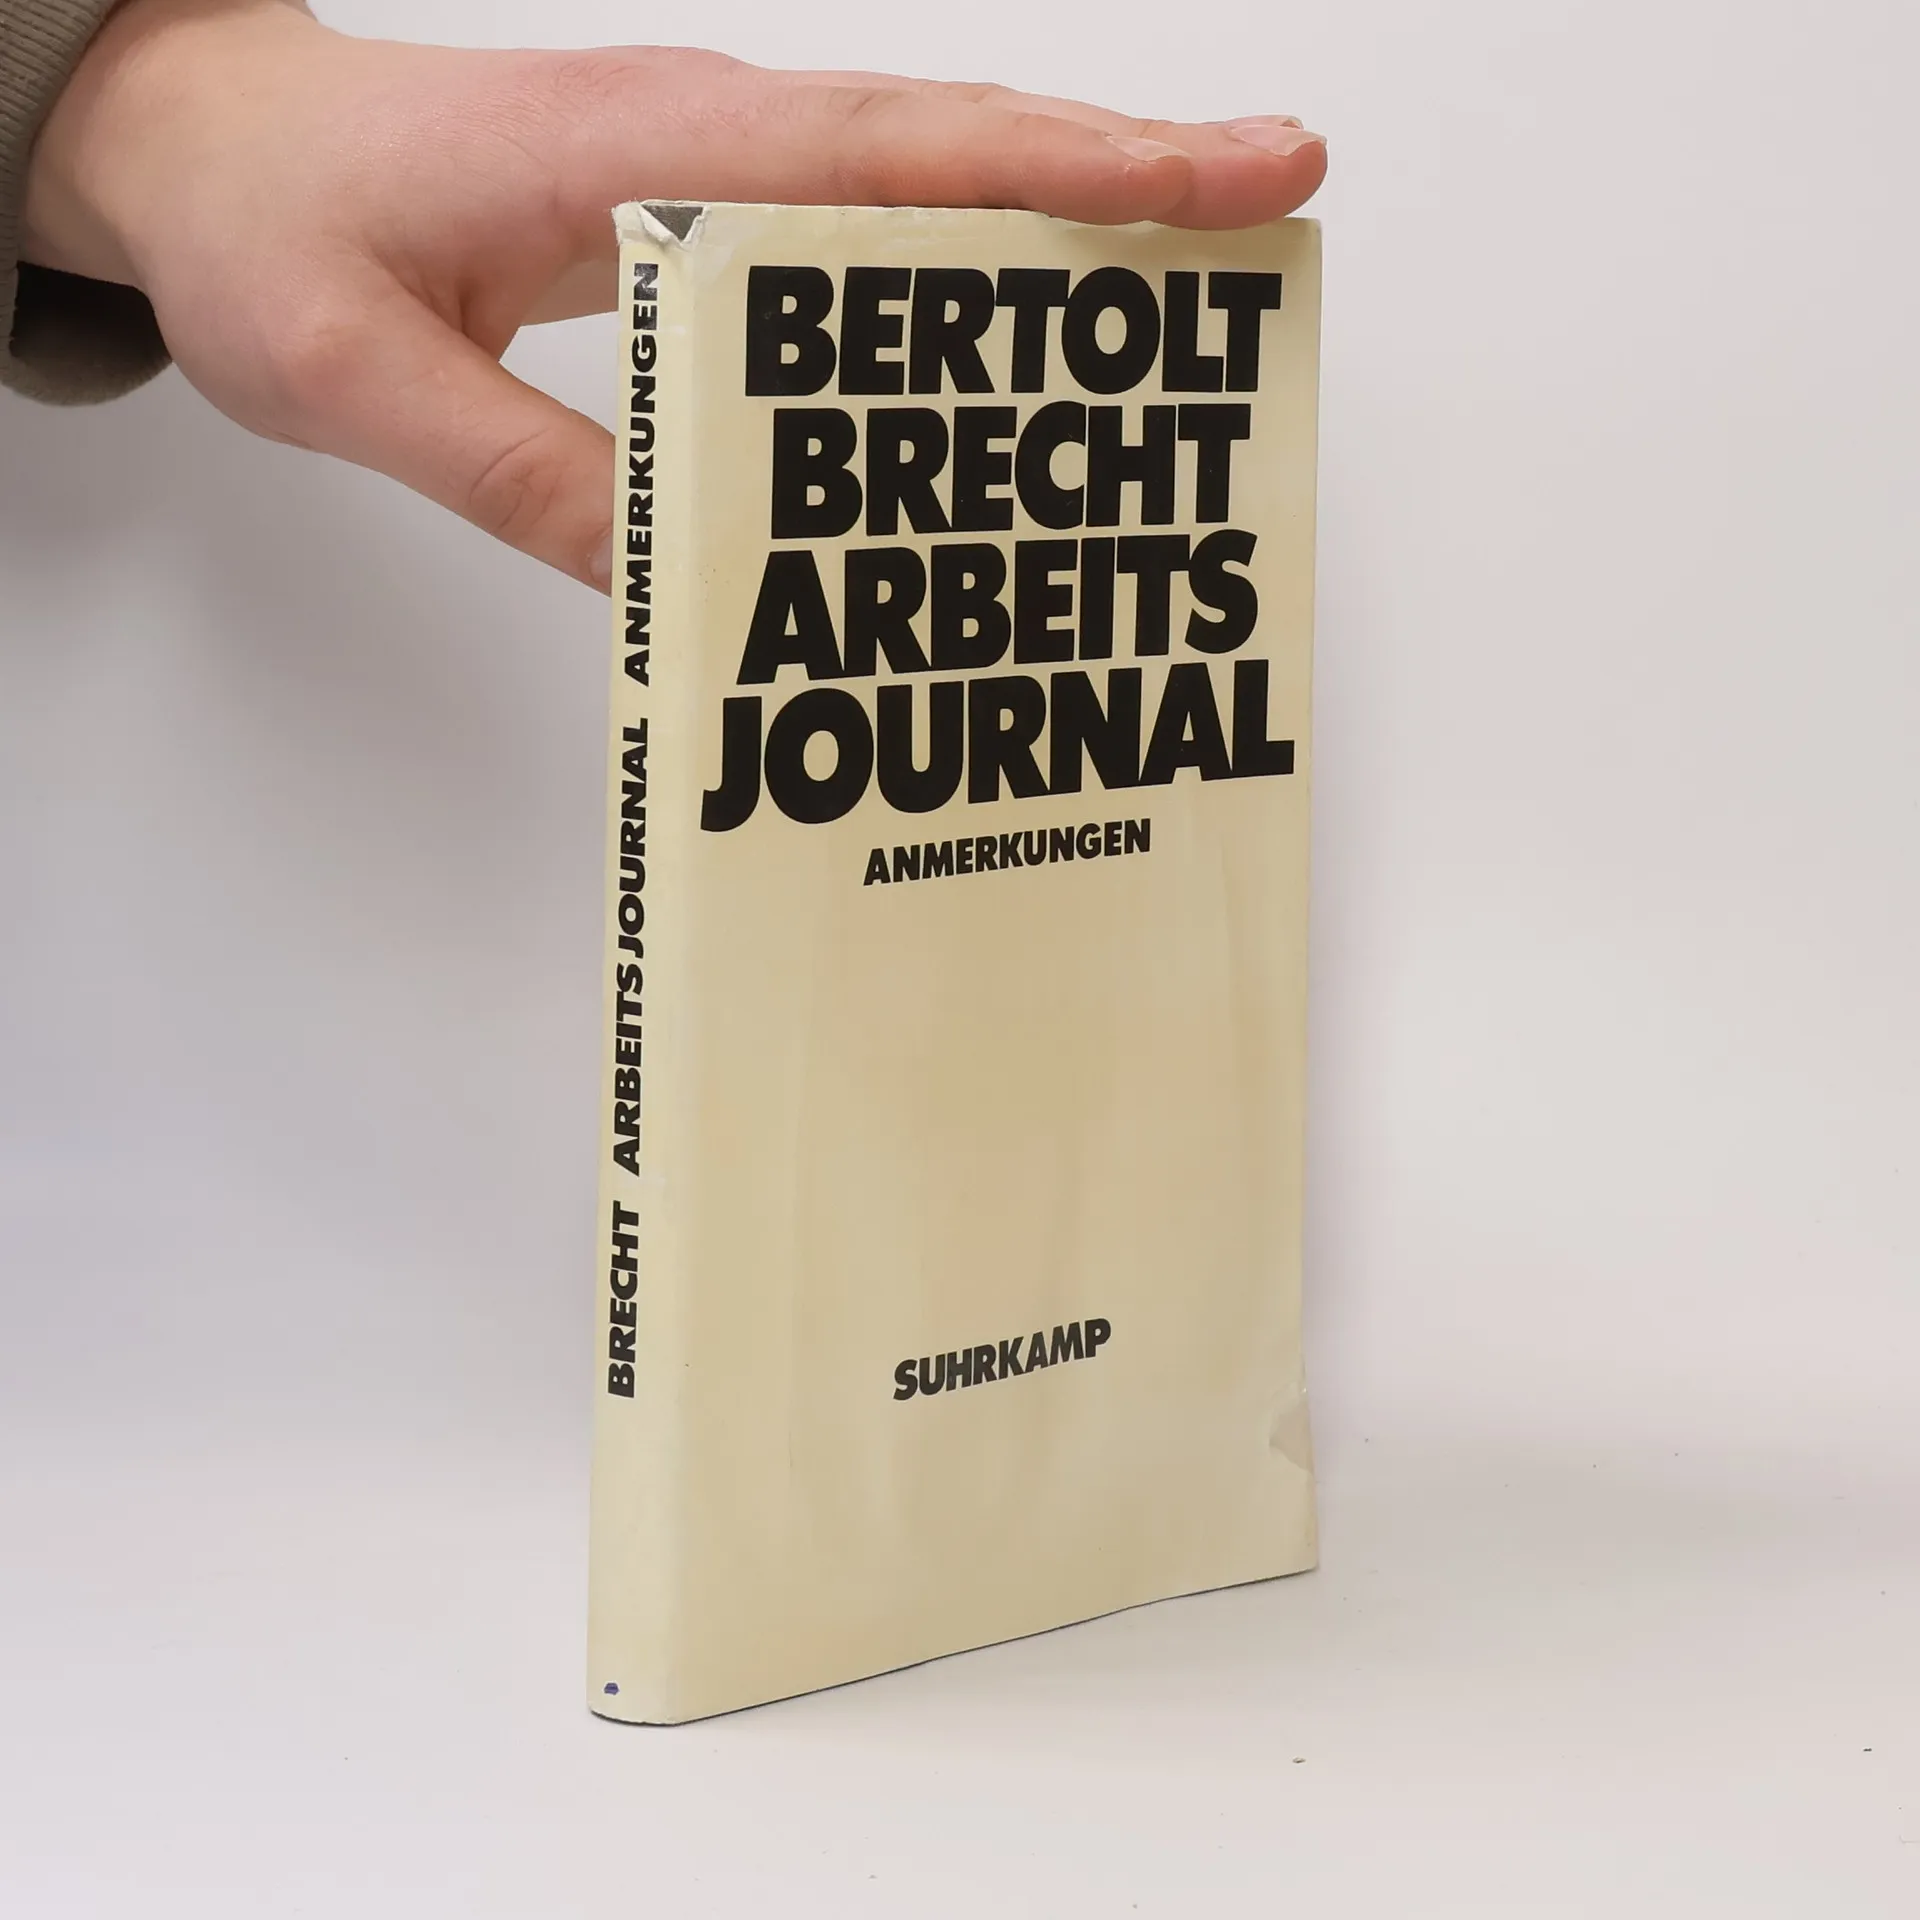 BERTOLT
BRECHT
ARBEITS
JOURNAL
ANMERKUNGEN
SUHRKAMP
BRECHT ARBEITSJOURNAL ANMERKUNGEN